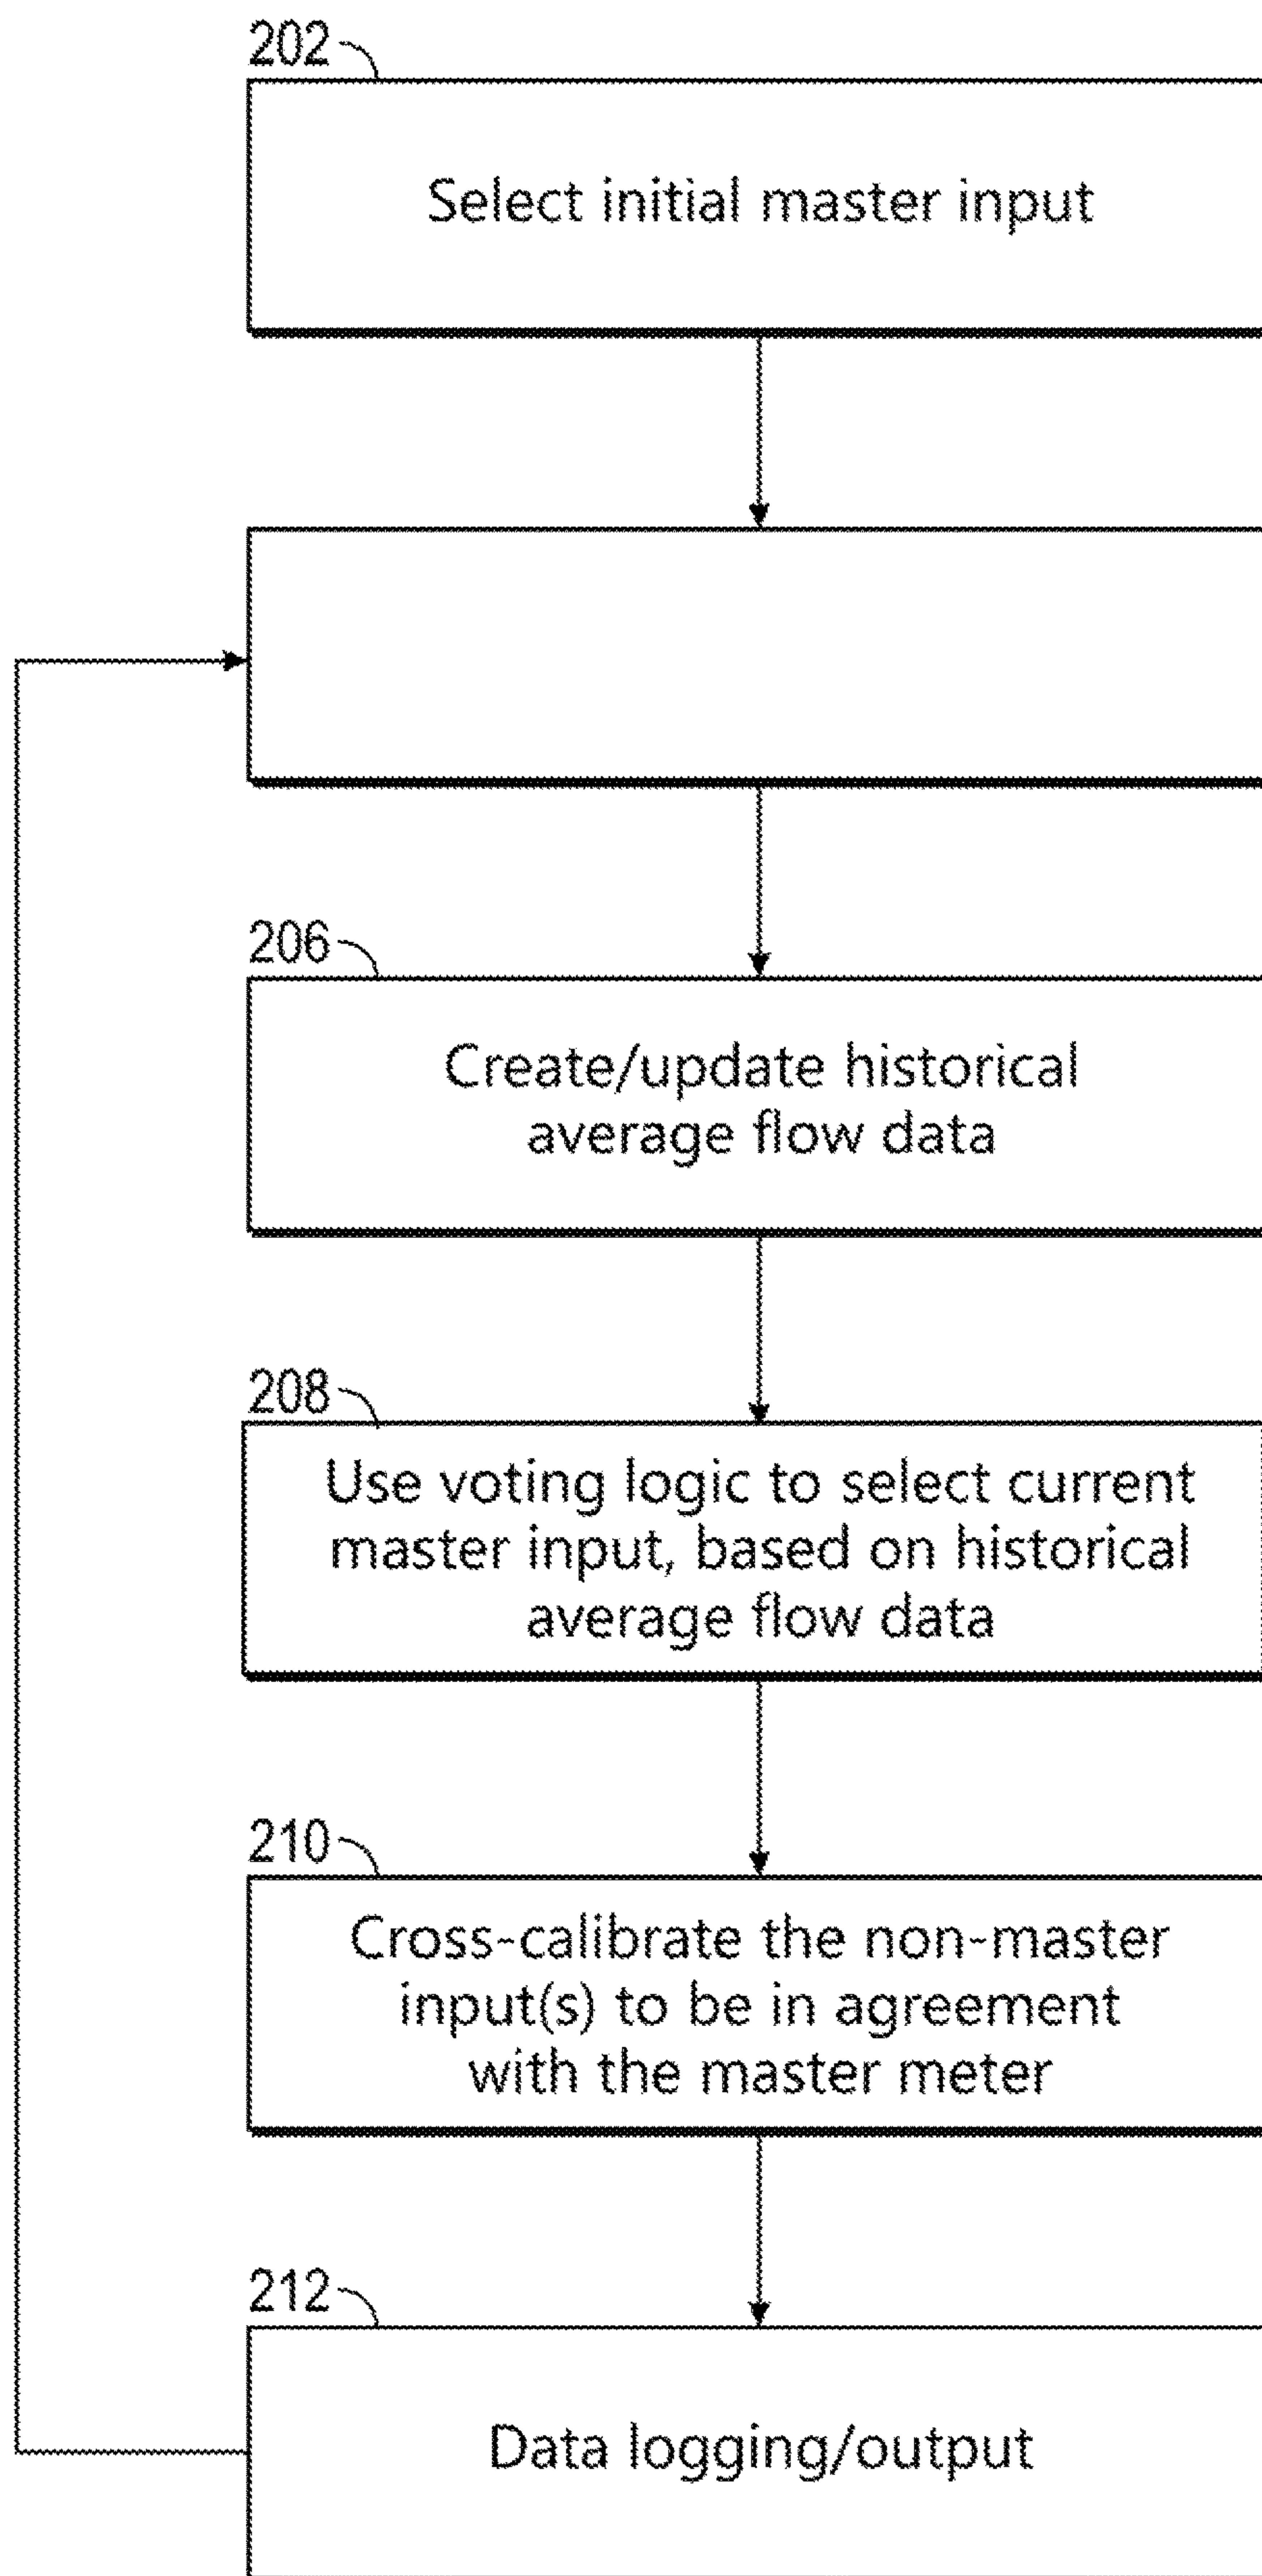 202
Select initial master input
206
Create/update historical
average flow data
208
Use voting logic to select current
master input, based on historical
average flow data
210
Cross-calibrate the non-master
input(s) to be in agreement
with the master meter
212
Data logging/output